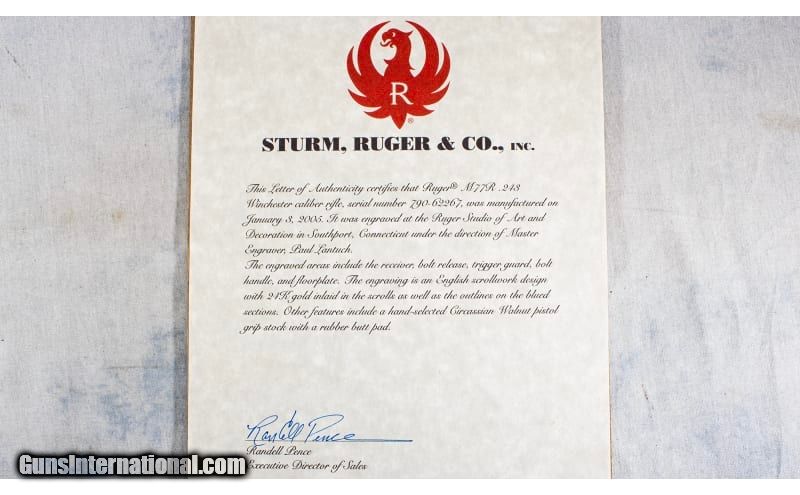 R
®
STURM, RUGER & CO., INC.
This Letter of Authenticity certifies that Ruger® M77R .243
Winchester caliber rifle, serial number 790-62267, was manufactured on
January 3, 2005. It was engraved at the Ruger Studio of Art and
Decoration in Southport, Connecticut under the direction of Master
Engraver, Paul Lantuch.
The engraved areas include the receiver, bolt release, trigger guard, bolt
handle, and floorplate. The engraving is an English scrollwork design
with 24K gold inlaid in the scrolls as well as the outlines on the blued
sections. Other features include a hand-selected Circassian Walnut pistol
grip stock with a rubber butt pad.
Randell Pence
Randell Pence
Executive Director of Sales
GunsInternational.com